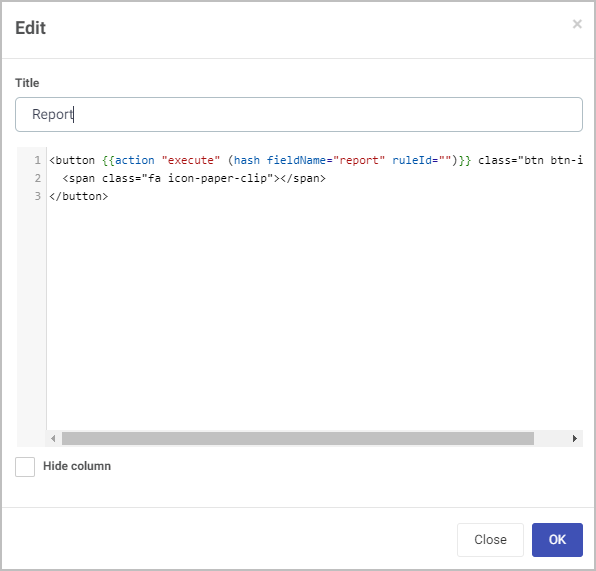 Edit
×
Title
Report
1 <button {{action "execute" (hash fieldName="report" ruleId="")}} class="btn btn-i
2   <span class="fa icon-paper-clip"></span>
3 </button>
Hide column
Close OK